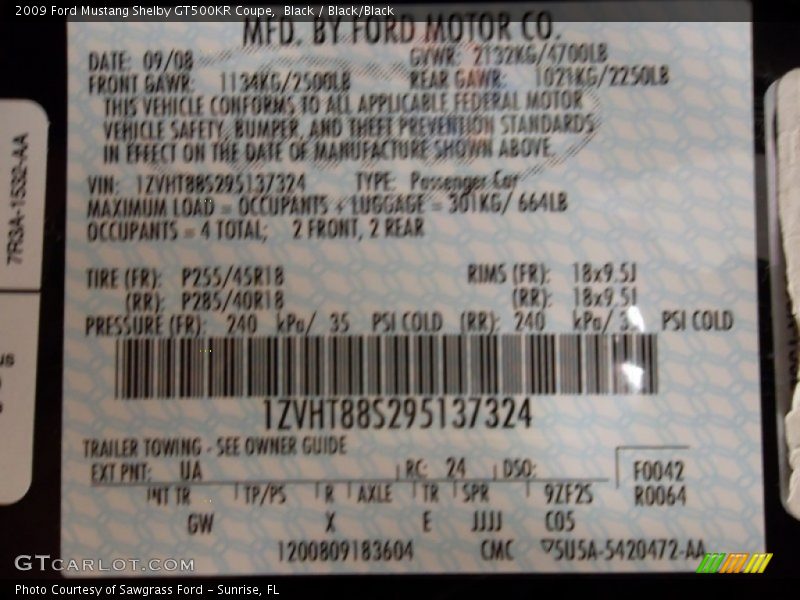 2009 Ford Mustang Shelby GT500KR Coupe,  Black / Black/Black
MFD. BY FORD MOTOR CO.
DATE: 09/08 GVWR: 2132KG/4700LB
FRONT GAWR: 1134KG/2500LB REAR GAWR: 1021KG/2250LB
THIS VEHICLE CONFORMS TO ALL APPLICABLE FEDERAL MOTOR
VEHICLE SAFETY, BUMPER, AND THEFT PREVENTION STANDARDS
IN EFFECT ON THE DATE OF MANUFACTURE SHOWN ABOVE.
VIN: 1ZVHT88S295137324 TYPE: Passenger Car
MAXIMUM LOAD = OCCUPANTS + LUGGAGE = 301KG/ 664LB
OCCUPANTS = 4 TOTAL; 2 FRONT, 2 REAR
TIRE (FR): P255/45R18 RIMS (FR): 18x9.5J
(RR): P285/40R18 (RR): 18x9.5J
PRESSURE (FR): 240 kPa/ 35 PSI COLD (RR): 240 kPa/ PSI COLD
1ZVHT88S295137324
TRAILER TOWING - SEE OWNER GUIDE
EXT PNT: UA RC: 24 DSO: F0042
INT TR TP/PS R AXLE TR SPR 9ZF2S R0064
GW X E JJJJ C05
1200809183604 CMC ▽5U5A-5420472-AA
7R3A-1532-AA
GTCARLOT.COM
Photo Courtesy of Sawgrass Ford - Sunrise, FL